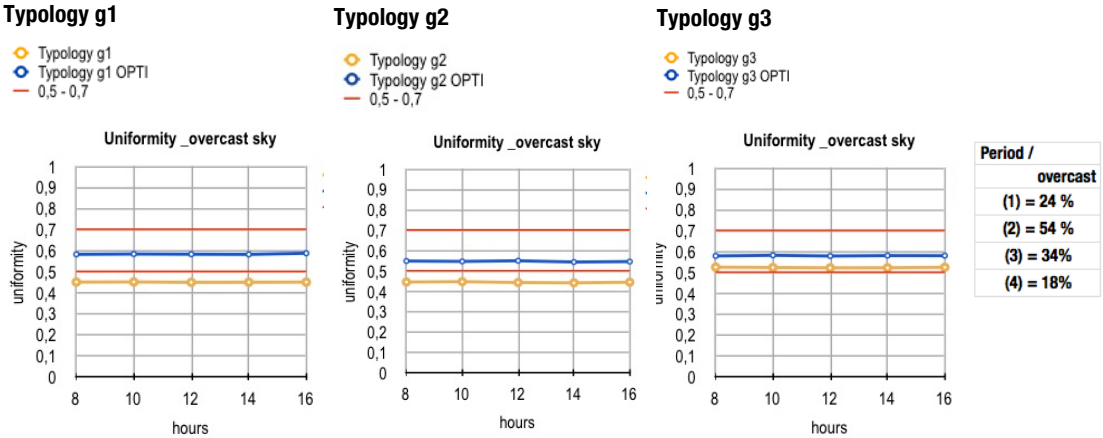 Typology g1
Typology g1
Typology g1 OPTI
0,5 - 0,7
Uniformity _overcast sky
1
0,9
0,8
0,7
0,6
0,5
0,4
0,3
0,2
0,1
0
uniformity
8 10 12 14 16
hours
Typology g2
Typology g2
Typology g2 OPTI
0,5 - 0,7
Uniformity _overcast sky
1
0,9
0,8
0,7
0,6
0,5
0,4
0,3
0,2
0,1
0
uniformity
8 10 12 14 16
hours
Typology g3
Typology g3
Typology g3 OPTI
0,5 - 0,7
Uniformity _overcast sky
1
0,9
0,8
0,7
0,6
0,5
0,4
0,3
0,2
0,1
0
uniformity
8 10 12 14 16
hours
Period /
overcast
(1) = 24 %
(2) = 54 %
(3) = 34%
(4) = 18%